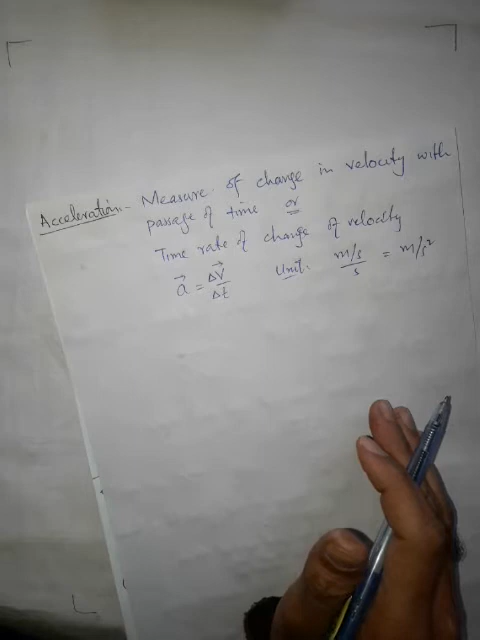 Acceleration:- Measure of change in velocity with
passage of time or
Time rate of change of velocity
a⃗ = ΔV⃗/Δt Unit: m/s/s = m/s²